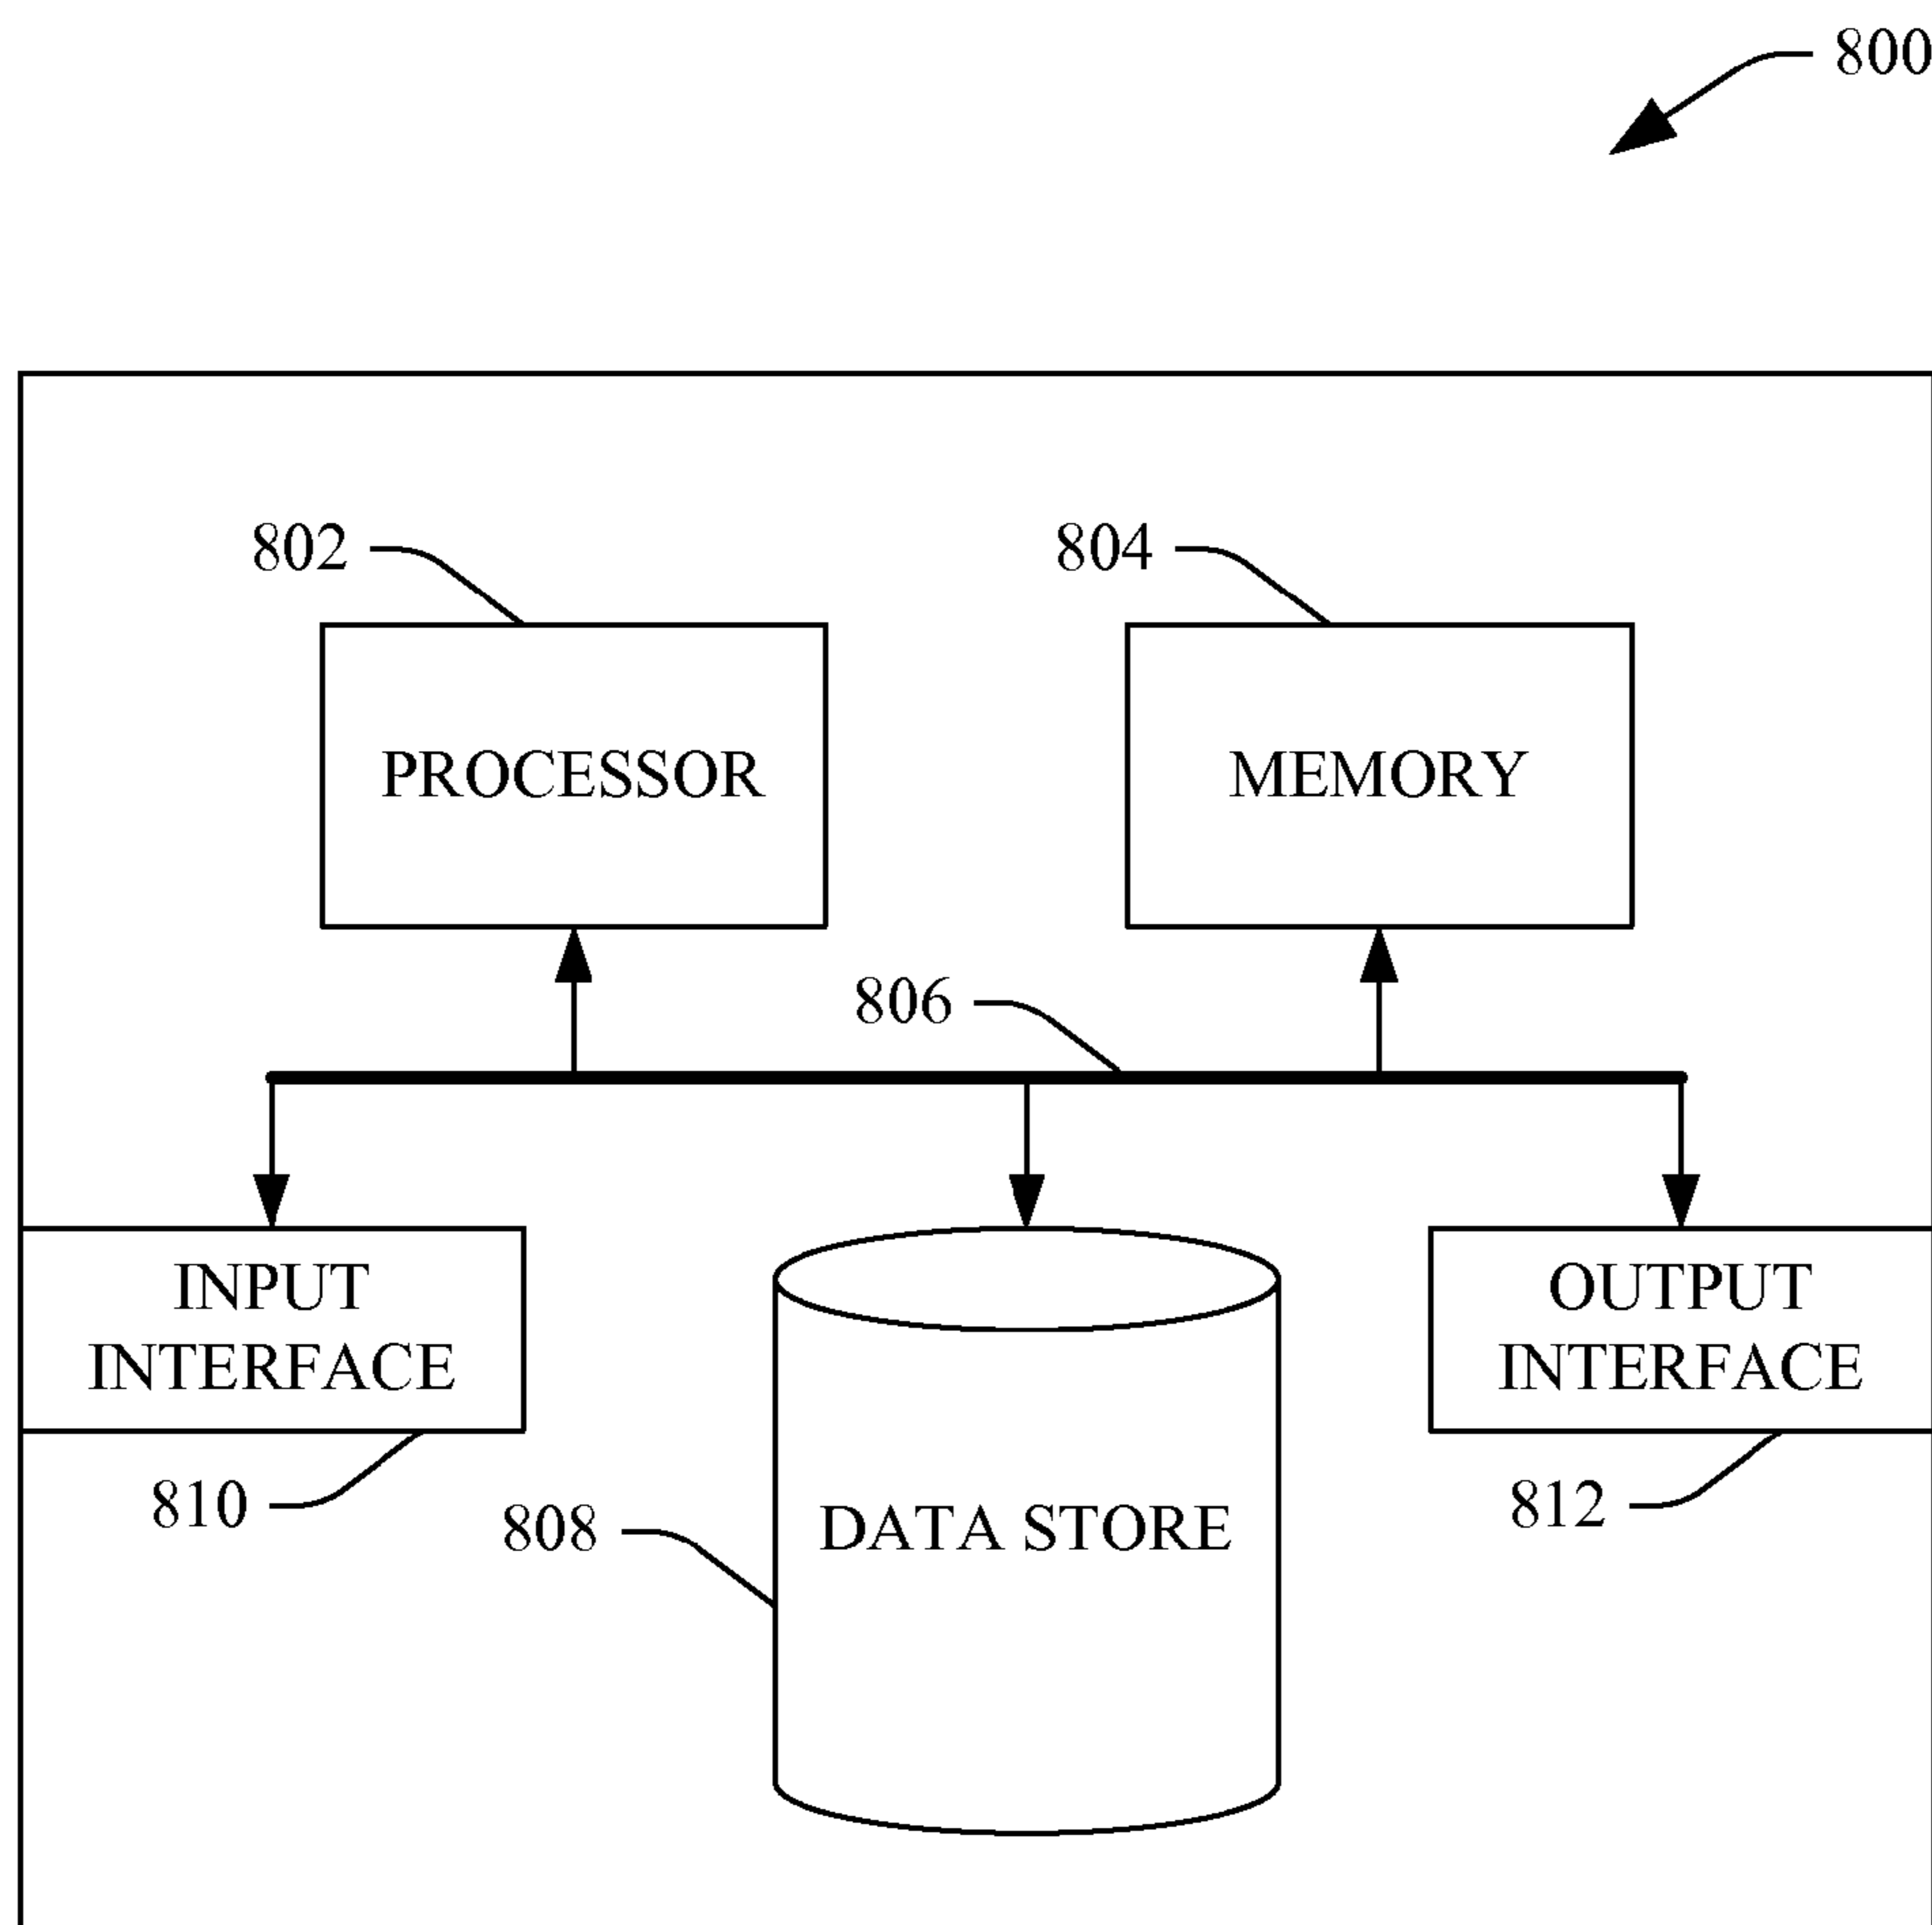 800
802
804
PROCESSOR
MEMORY
806
INPUT
INTERFACE
OUTPUT
INTERFACE
810
808
DATA STORE
812